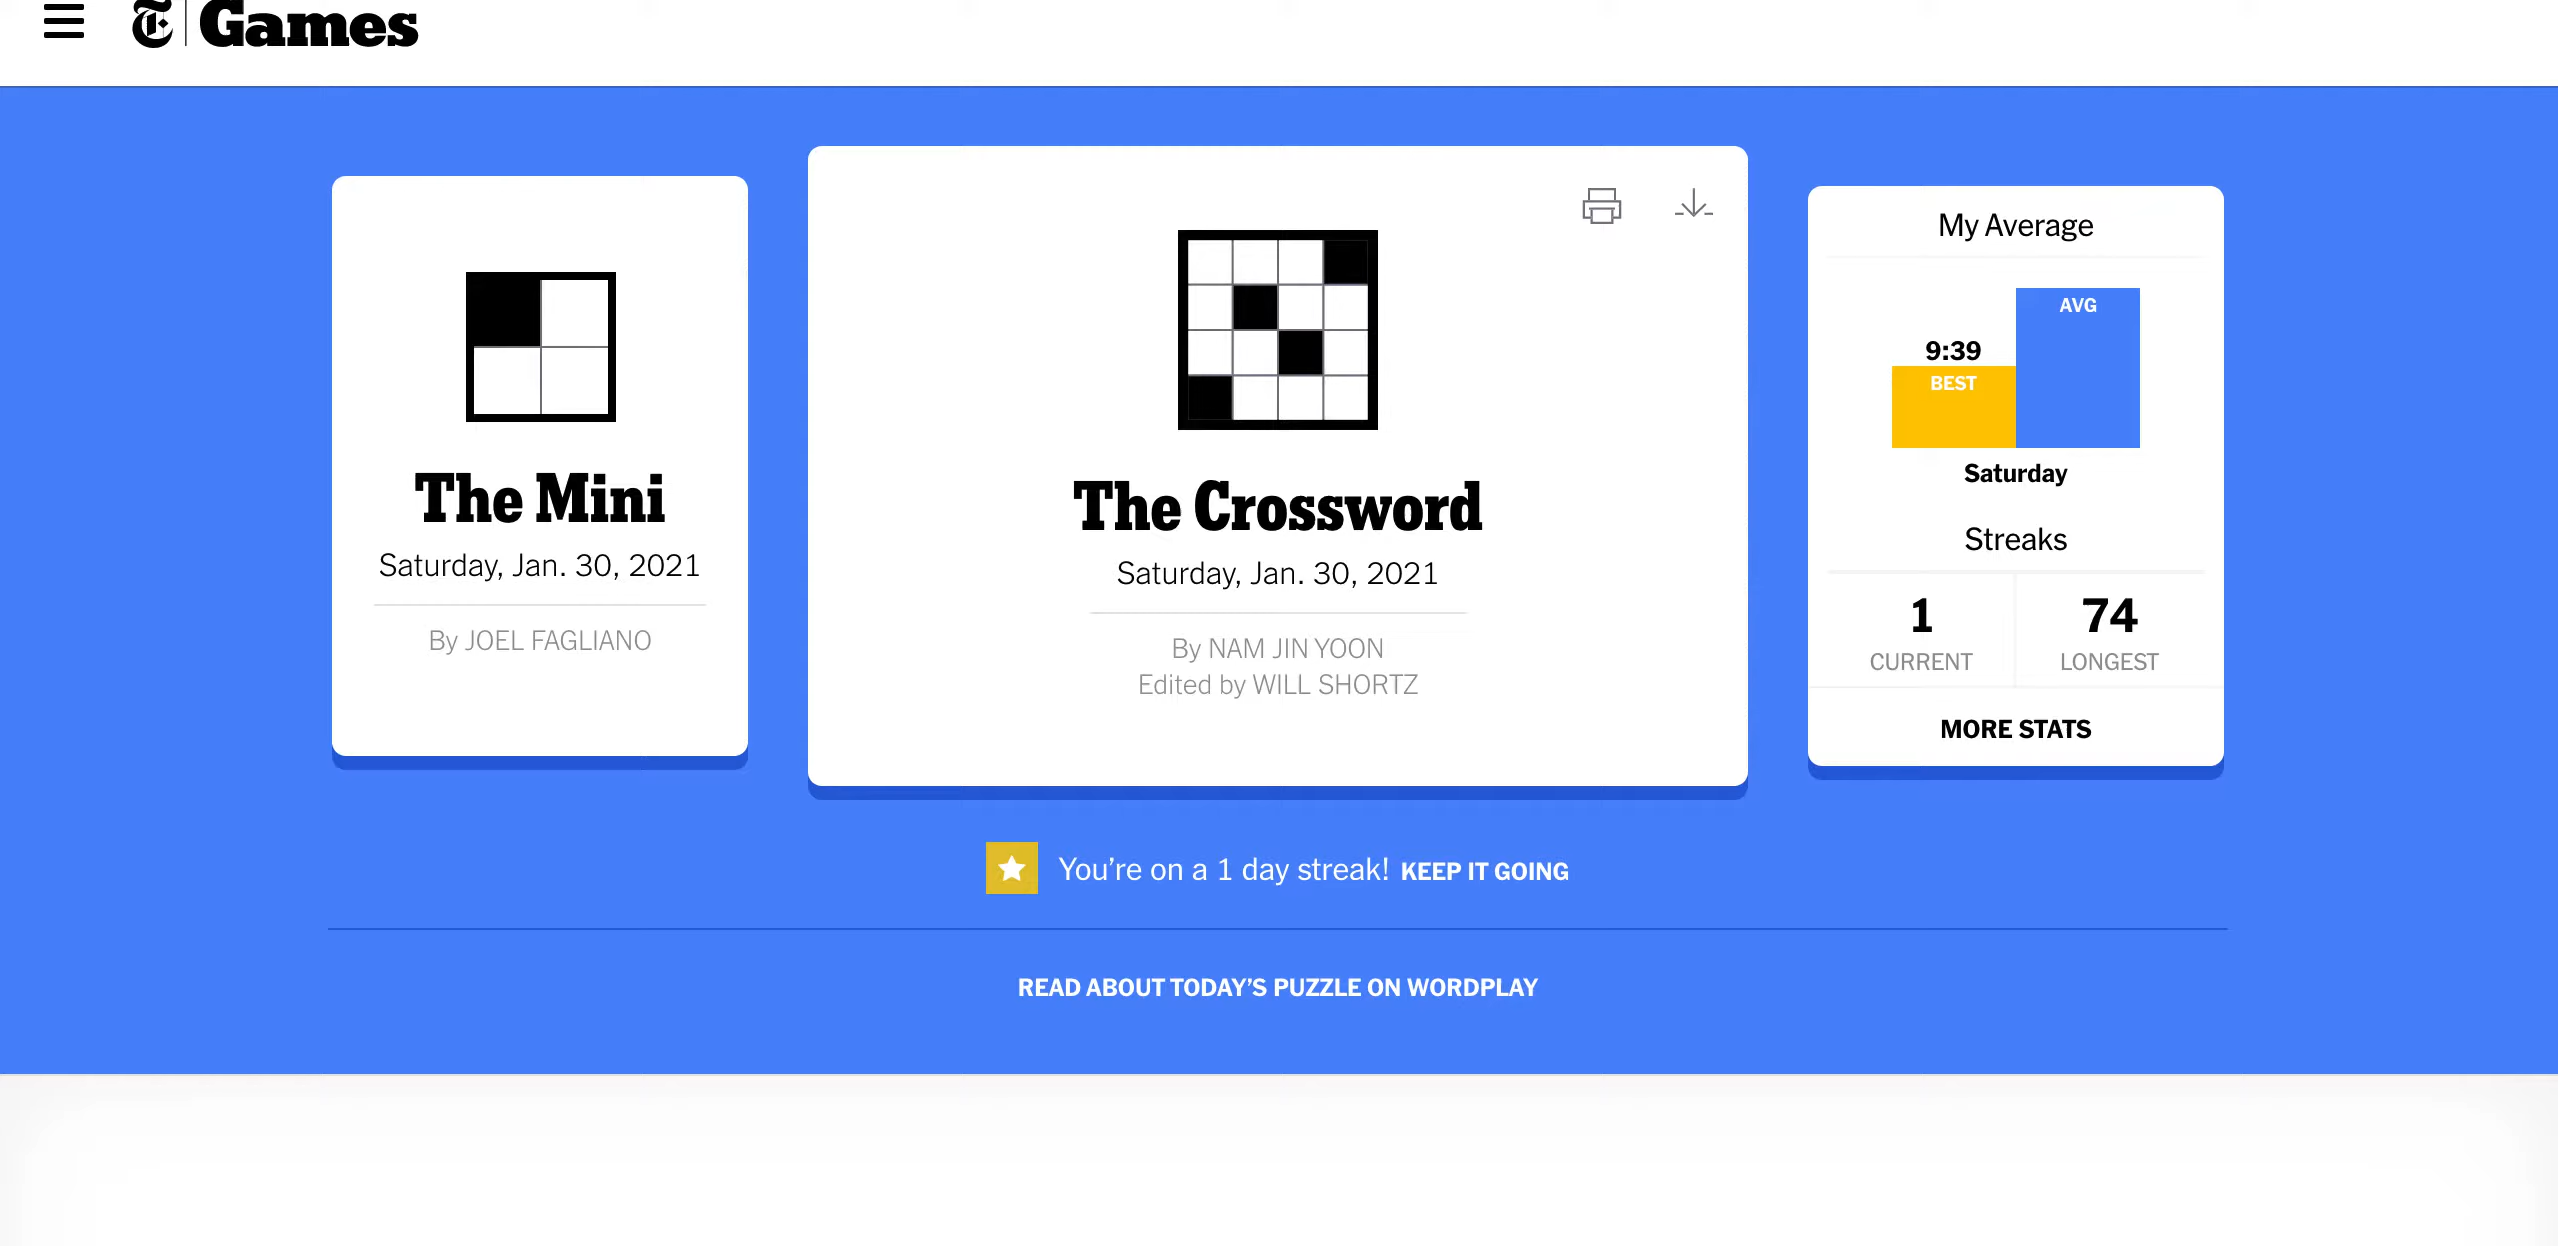 T Games
The Mini
Saturday, Jan. 30, 2021
By JOEL FAGLIANO
The Crossword
Saturday, Jan. 30, 2021
By NAM JIN YOON
Edited by WILL SHORTZ
My Average
AVG
9:39
BEST
Saturday
Streaks
1 74
CURRENT LONGEST
MORE STATS
You’re on a 1 day streak! KEEP IT GOING
READ ABOUT TODAY’S PUZZLE ON WORDPLAY